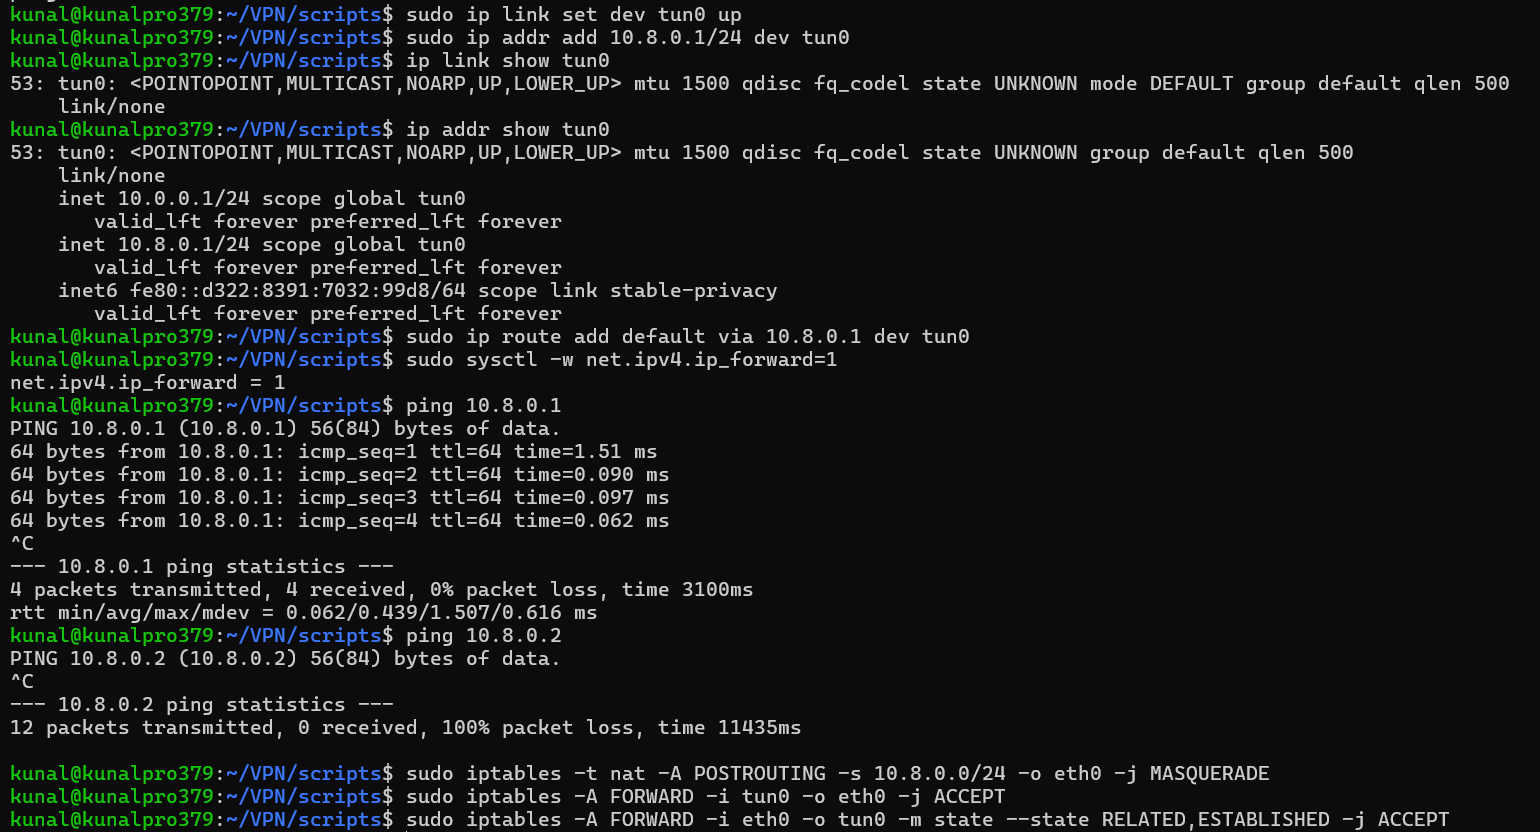 kunal@kunalpro379:~/VPN/scripts$ sudo ip link set dev tun0 up
kunal@kunalpro379:~/VPN/scripts$ sudo ip addr add 10.8.0.1/24 dev tun0
kunal@kunalpro379:~/VPN/scripts$ ip link show tun0
53: tun0: <POINTOPOINT,MULTICAST,NOARP,UP,LOWER_UP> mtu 1500 qdisc fq_codel state UNKNOWN mode DEFAULT group default qlen 500
    link/none
kunal@kunalpro379:~/VPN/scripts$ ip addr show tun0
53: tun0: <POINTOPOINT,MULTICAST,NOARP,UP,LOWER_UP> mtu 1500 qdisc fq_codel state UNKNOWN group default qlen 500
    link/none
    inet 10.0.0.1/24 scope global tun0
       valid_lft forever preferred_lft forever
    inet 10.8.0.1/24 scope global tun0
       valid_lft forever preferred_lft forever
    inet6 fe80::d322:8391:7032:99d8/64 scope link stable-privacy
       valid_lft forever preferred_lft forever
kunal@kunalpro379:~/VPN/scripts$ sudo ip route add default via 10.8.0.1 dev tun0
kunal@kunalpro379:~/VPN/scripts$ sudo sysctl -w net.ipv4.ip_forward=1
net.ipv4.ip_forward = 1
kunal@kunalpro379:~/VPN/scripts$ ping 10.8.0.1
PING 10.8.0.1 (10.8.0.1) 56(84) bytes of data.
64 bytes from 10.8.0.1: icmp_seq=1 ttl=64 time=1.51 ms
64 bytes from 10.8.0.1: icmp_seq=2 ttl=64 time=0.090 ms
64 bytes from 10.8.0.1: icmp_seq=3 ttl=64 time=0.097 ms
64 bytes from 10.8.0.1: icmp_seq=4 ttl=64 time=0.062 ms
^C
--- 10.8.0.1 ping statistics ---
4 packets transmitted, 4 received, 0% packet loss, time 3100ms
rtt min/avg/max/mdev = 0.062/0.439/1.507/0.616 ms
kunal@kunalpro379:~/VPN/scripts$ ping 10.8.0.2
PING 10.8.0.2 (10.8.0.2) 56(84) bytes of data.
^C
--- 10.8.0.2 ping statistics ---
12 packets transmitted, 0 received, 100% packet loss, time 11435ms
kunal@kunalpro379:~/VPN/scripts$ sudo iptables -t nat -A POSTROUTING -s 10.8.0.0/24 -o eth0 -j MASQUERADE
kunal@kunalpro379:~/VPN/scripts$ sudo iptables -A FORWARD -i tun0 -o eth0 -j ACCEPT
kunal@kunalpro379:~/VPN/scripts$ sudo iptables -A FORWARD -i eth0 -o tun0 -m state --state RELATED,ESTABLISHED -j ACCEPT